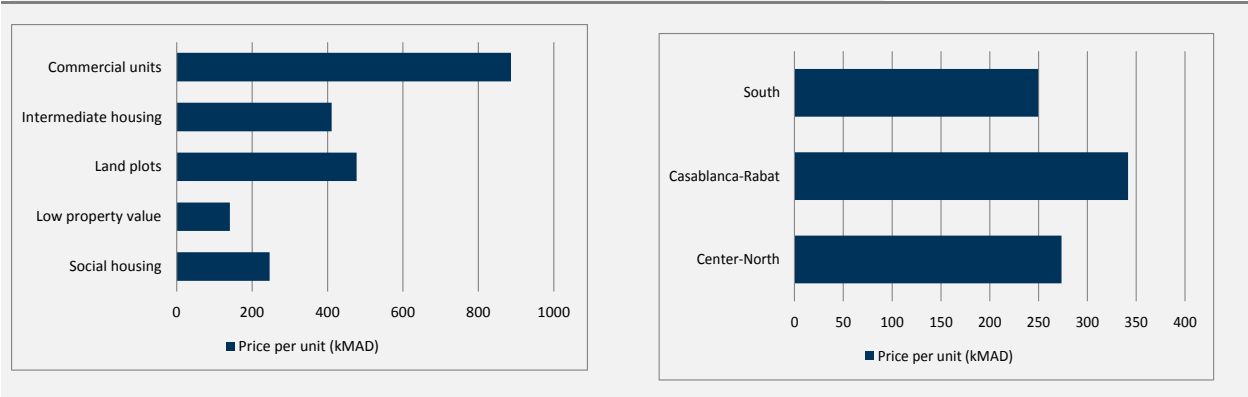 Commercial units
Intermediate housing
Land plots
Low property value
Social housing
0 200 400 600 800 1000
Price per unit (kMAD)
South
Casablanca-Rabat
Center-North
0 50 100 150 200 250 300 350 400
Price per unit (kMAD)